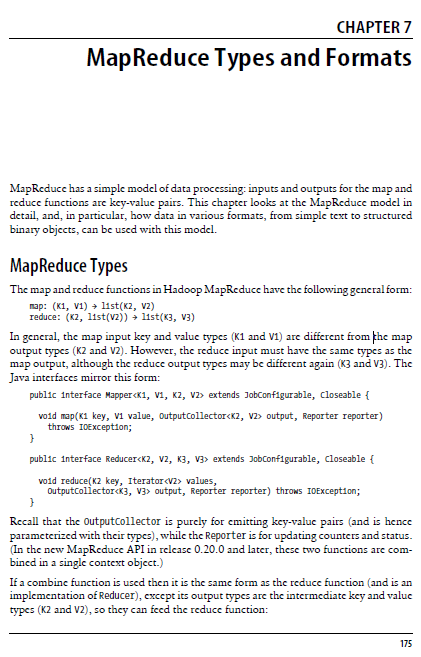 CHAPTER 7
MapReduce Types and Formats
MapReduce has a simple model of data processing: inputs and outputs for the map and
reduce functions are key-value pairs. This chapter looks at the MapReduce model in
detail, and, in particular, how data in various formats, from simple text to structured
binary objects, can be used with this model.
MapReduce Types
The map and reduce functions in Hadoop MapReduce have the following general form:
map: (K1, V1) → list(K2, V2)
reduce: (K2, list(V2)) → list(K3, V3)
In general, the map input key and value types (K1 and V1) are different from the map
output types (K2 and V2). However, the reduce input must have the same types as the
map output, although the reduce output types may be different again (K3 and V3). The
Java interfaces mirror this form:
public interface Mapper<K1, V1, K2, V2> extends JobConfigurable, Closeable {
void map(K1 key, V1 value, OutputCollector<K2, V2> output, Reporter reporter)
throws IOException;
}
public interface Reducer<K2, V2, K3, V3> extends JobConfigurable, Closeable {
void reduce(K2 key, Iterator<V2> values,
OutputCollector<K3, V3> output, Reporter reporter) throws IOException;
}
Recall that the OutputCollector is purely for emitting key-value pairs (and is hence
parameterized with their types), while the Reporter is for updating counters and status.
(In the new MapReduce API in release 0.20.0 and later, these two functions are com-
bined in a single context object.)
If a combine function is used then it is the same form as the reduce function (and is an
implementation of Reducer), except its output types are the intermediate key and value
types (K2 and V2), so they can feed the reduce function:
175